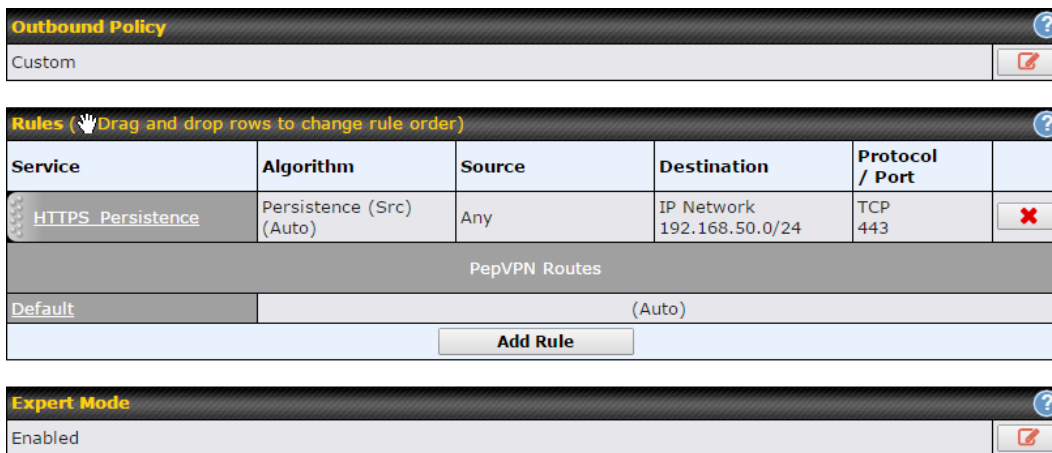 Outbound Policy
?
Custom
Rules (Drag and drop rows to change rule order)
?
Service
Algorithm
Source
Destination
Protocol
/ Port
HTTPS_Persistence
Persistence (Src)
(Auto)
Any
IP Network
192.168.50.0/24
TCP
443
PepVPN Routes
Default
(Auto)
Add Rule
Expert Mode
?
Enabled